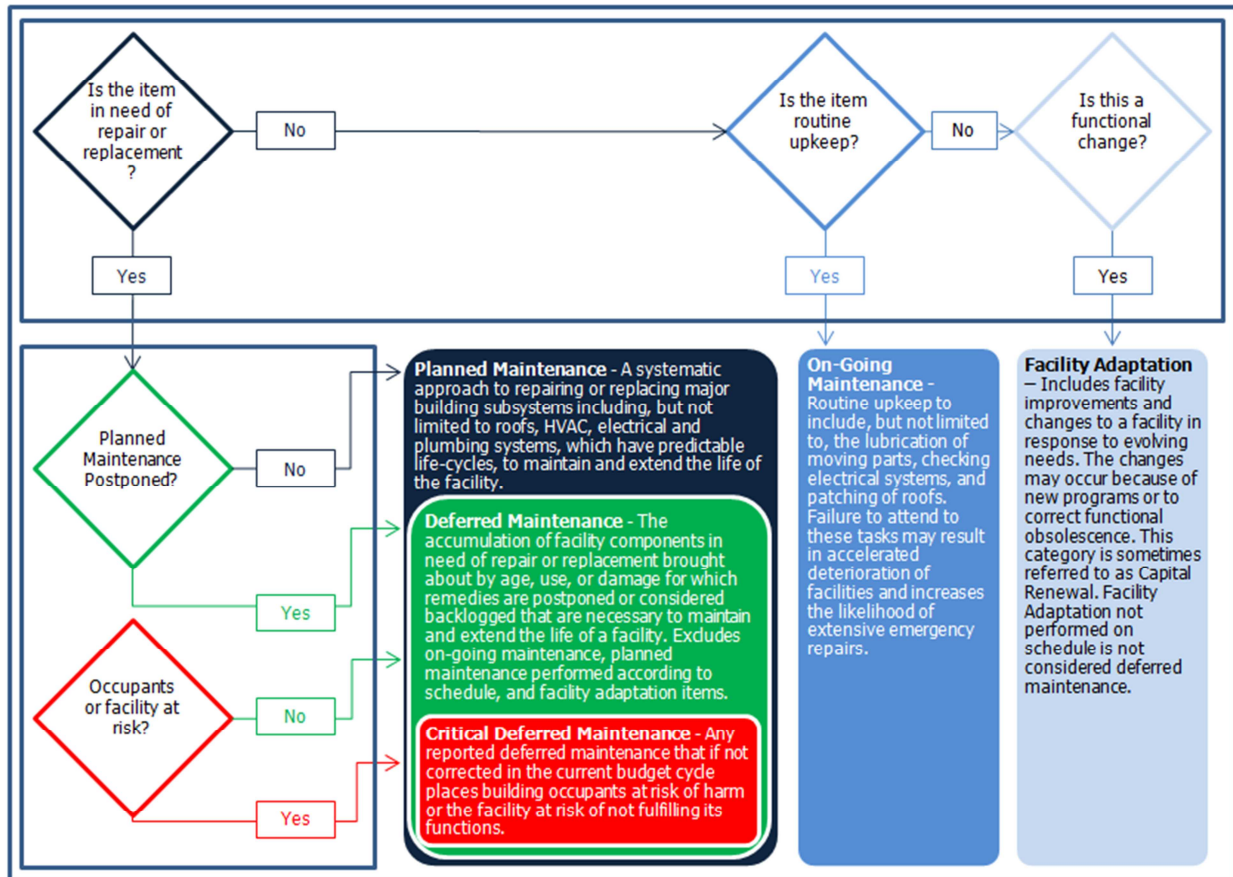 Is the item
in need of
repair or
replacement
?
No
Is the item
routine
upkeep?
No
Is this a
functional
change?
Yes
Yes
Yes
Planned
Maintenance
Postponed?
No
Yes
Occupants
or facility at
risk?
No
Yes
Planned Maintenance - A systematic
approach to repairing or replacing major
building subsystems including, but not
limited to roofs, HVAC, electrical and
plumbing systems, which have predictable
life-cycles, to maintain and extend the life of
the facility.
Deferred Maintenance - The
accumulation of facility components in
need of repair or replacement brought
about by age, use, or damage for which
remedies are postponed or considered
backlogged that are necessary to maintain
and extend the life of a facility. Excludes
on-going maintenance, planned
maintenance performed according to
schedule, and facility adaptation items.
Critical Deferred Maintenance - Any
reported deferred maintenance that if not
corrected in the current budget cycle
places building occupants at risk of harm
or the facility at risk of not fulfilling its
functions.
On-Going
Maintenance -
Routine upkeep to
include, but not limited
to, the lubrication of
moving parts, checking
electrical systems, and
patching of roofs.
Failure to attend to
these tasks may result
in accelerated
deterioration of
facilities and increases
the likelihood of
extensive emergency
repairs.
Facility Adaptation
– Includes facility
improvements and
changes to a facility in
response to evolving
needs. The changes
may occur because of
new programs or to
correct functional
obsolescence. This
category is sometimes
referred to as Capital
Renewal. Facility
Adaptation not
performed on
schedule is not
considered deferred
maintenance.